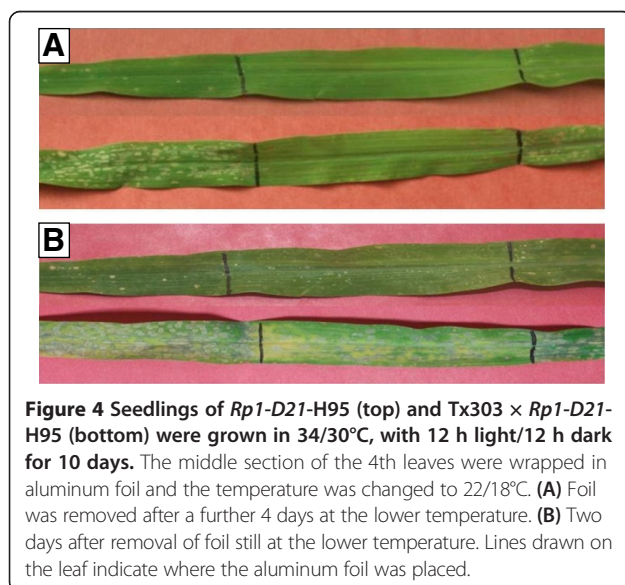 A
B
Figure 4 Seedlings of Rp1-D21-H95 (top) and Tx303 × Rp1-D21-
H95 (bottom) were grown in 34/30°C, with 12 h light/12 h dark
for 10 days. The middle section of the 4th leaves were wrapped in
aluminum foil and the temperature was changed to 22/18°C. (A) Foil
was removed after a further 4 days at the lower temperature. (B) Two
days after removal of foil still at the lower temperature. Lines drawn on
the leaf indicate where the aluminum foil was placed.